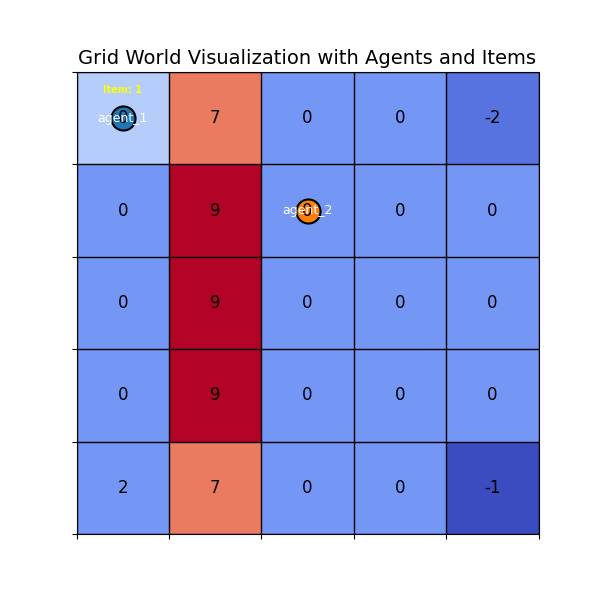 Grid World Visualization with Agents and Items
Item: 1
agent_1 7 0 0 -2
0 9 agent_2 0 0
0 9 0 0 0
0 9 0 0 0
2 7 0 0 -1